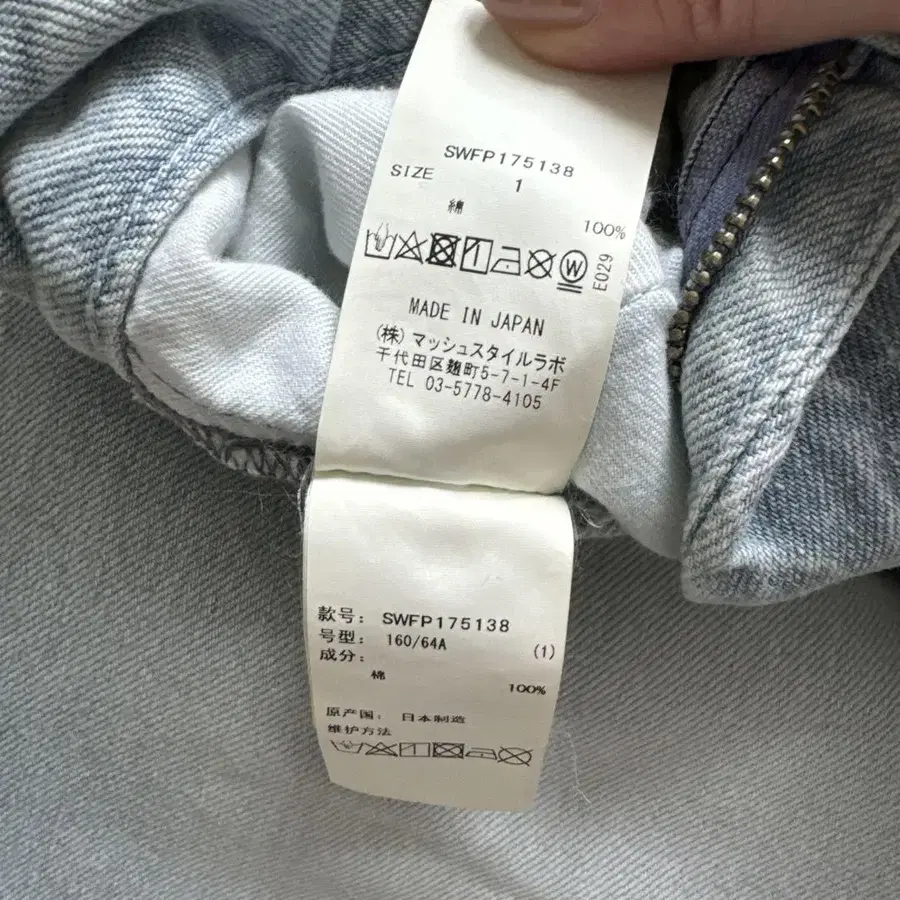 SWFP175138
SIZE 1
綿 100%
W
E029
MADE IN JAPAN
(株) マッシュスタイルラボ
千代田区麹町5-7-1-4F
TEL 03-5778-4105
款号: SWFP175138
号型: 160/64A (1)
成分:
棉 100%
原产国: 日本制造
维护方法